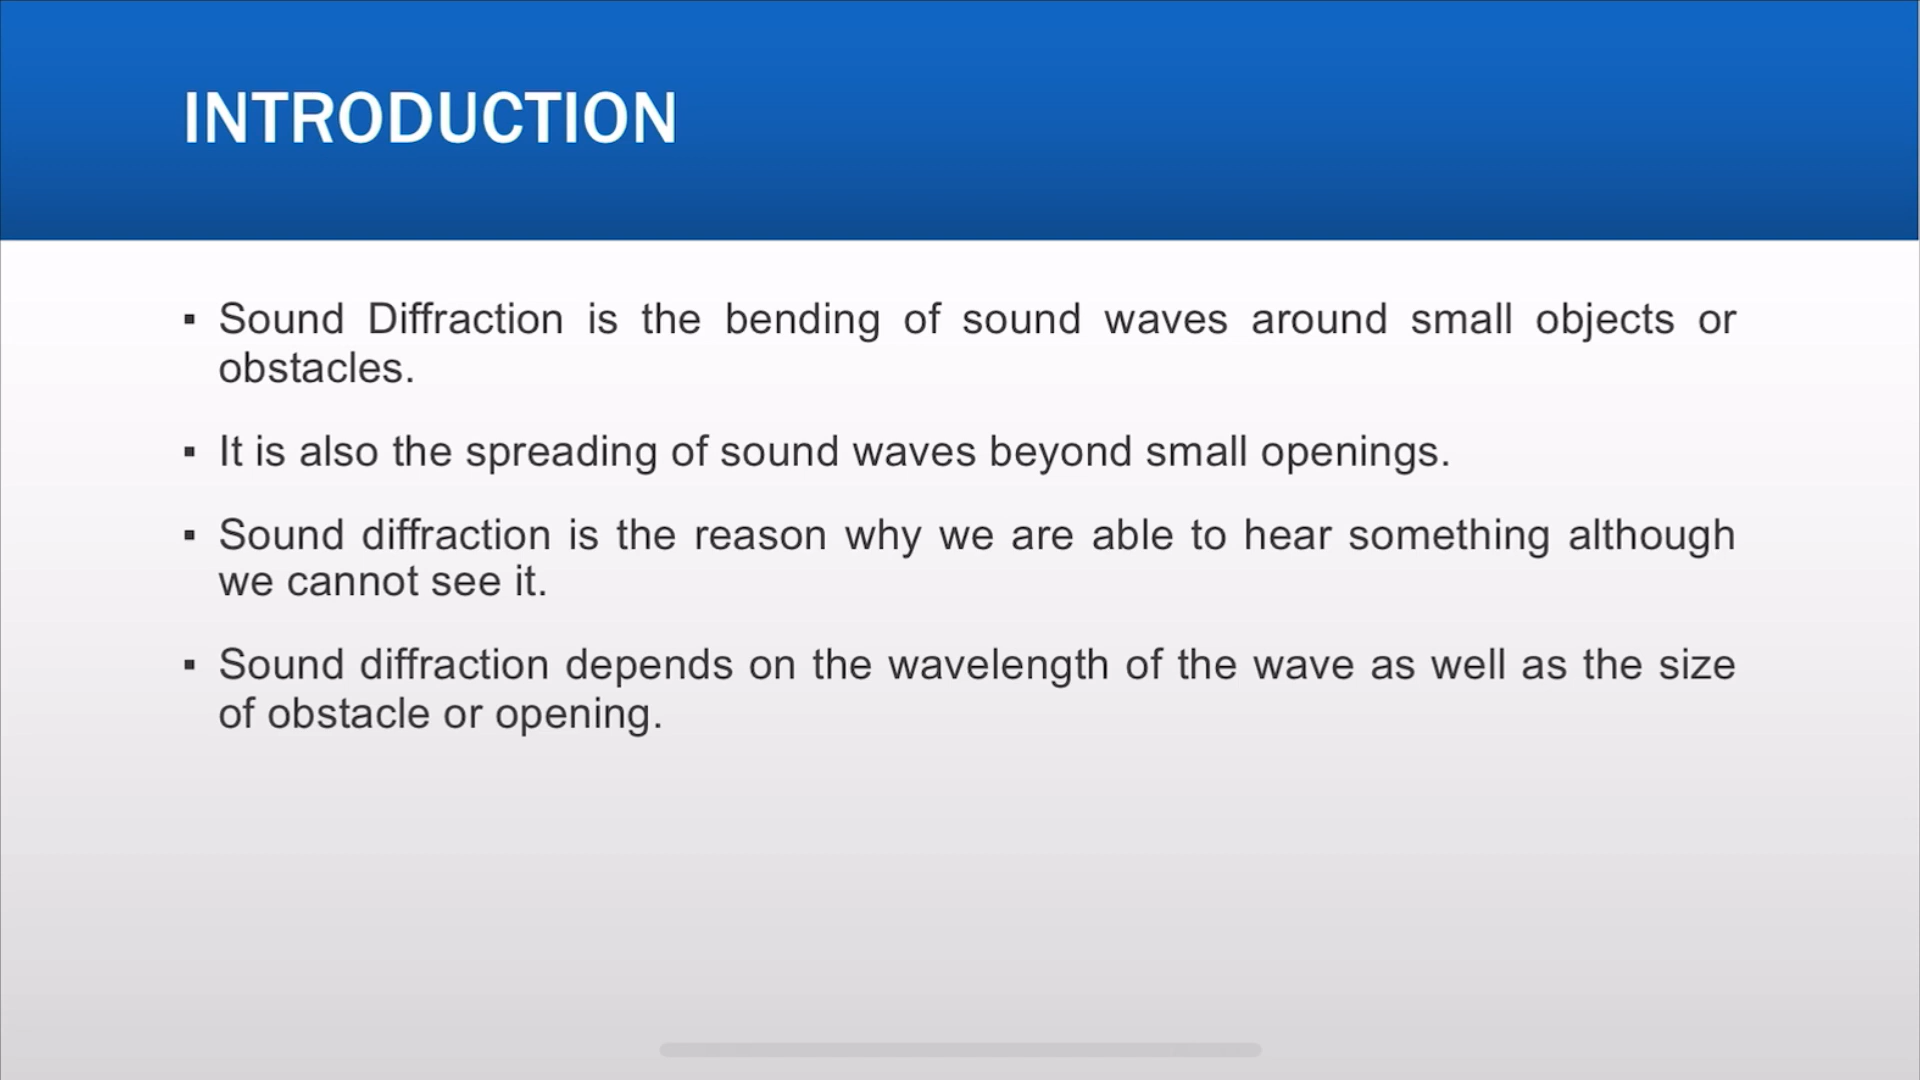 INTRODUCTION
▪ Sound Diffraction is the bending of sound waves around small objects or
obstacles.
▪ It is also the spreading of sound waves beyond small openings.
▪ Sound diffraction is the reason why we are able to hear something although
we cannot see it.
▪ Sound diffraction depends on the wavelength of the wave as well as the size
of obstacle or opening.